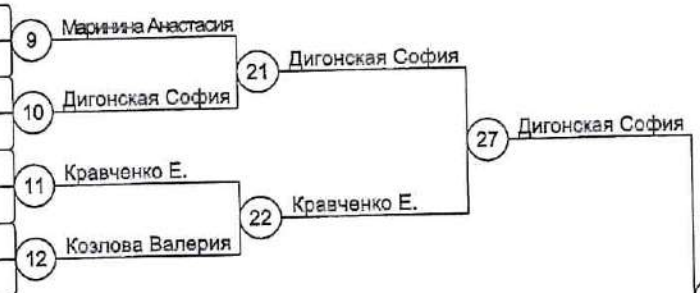 9 Маринина Анастасия
21 Дигонская София
10 Дигонская София
27 Дигонская София
11 Кравченко Е.
22 Кравченко Е.
12 Козлова Валерия